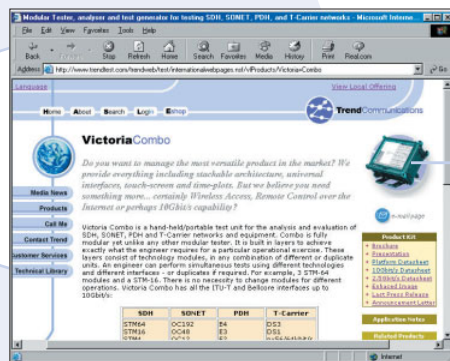 Modular Tester, analyser and test generator for testing SDH, SONET, PDH, and T-Carrier networks - Microsoft Interne
File Edit View Favorites Tools Help
Back Stop Refresh Home Search Favorites Media History Print Real.com
Address http://www.trendtest.com/trendweb/test/internationalwebpages.nsf/vlProducts/Victoria+Combo Go
Language View Local Offering
Home About Search Login Eshop
TrendCommunications
VictoriaCombo
Do you want to manage the most versatile product in the market? We
provide everything including stackable architecture, universal
interfaces, touch-screen and time-plots. But we believe you need
something more... certainly Wireless Access, Remote Control over the
Internet or perhaps 10Gbit/s capability?
Media News
Products
Call Me
Contact Trend
Customer Services
Technical Library
Victoria Combo is a hand-held/portable test unit for the analysis and evaluation of
SDH, SONET, PDH and T-Carrier networks and equipment. Combo is fully
modular yet unlike any other modular tester. It is built in layers to achieve
exactly what the engineer requires for a particular operational exercise. These
layers consist of technology modules, in any combination of different or duplicate
units. An engineer can perform simultaneous tests using different technologies
and different interfaces - or duplicates if required. For example, 3 STM-64
modules and a STM-16. There is no necessity to change modules for different
operations. Victoria Combo has all the ITU-T and Bellcore interfaces up to
10Gbit/s:
SDH SONET PDH T-Carrier
STM64 OC192 E4 DS3
STM16 OC48 E3 DS1
e-mail page
Product Kit
Brochure
Presentation
Platform Datasheet
10Gbit/s Datasheet
2.5Gbit/s Datasheet
Enhanced Image
Last Press Release
Announcement Letter
Application Notes
Related Products
Internet